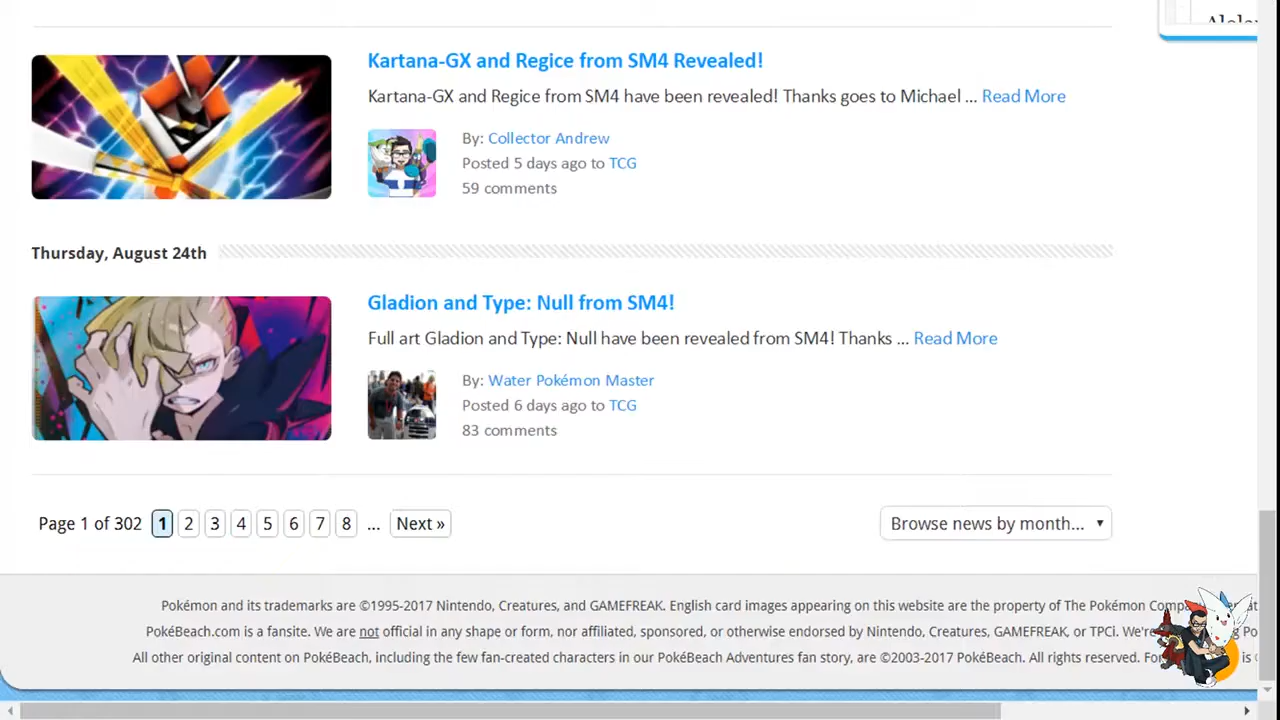 Kartana-GX and Regice from SM4 Revealed!
Kartana-GX and Regice from SM4 have been revealed! Thanks goes to Michael ... Read More
By: Collector Andrew
Posted 5 days ago to TCG
59 comments
Thursday, August 24th
Gladion and Type: Null from SM4!
Full art Gladion and Type: Null have been revealed from SM4! Thanks ... Read More
By: Water Pokémon Master
Posted 6 days ago to TCG
83 comments
Page 1 of 302 1 2 3 4 5 6 7 8 ... Next » Browse news by month...
Pokémon and its trademarks are ©1995-2017 Nintendo, Creatures, and GAMEFREAK. English card images appearing on this website are the property of The Pokémon
PokéBeach.com is a fansite. We are not official in any shape or form, nor affiliated, sponsored, or otherwise endorsed by Nintendo, Creatures, GAMEFREAK, or TPCi. We're
All other original content on PokéBeach, including the few fan-created characters in our PokéBeach Adventures fan story, are ©2003-2017 PokéBeach. All rights reserved.